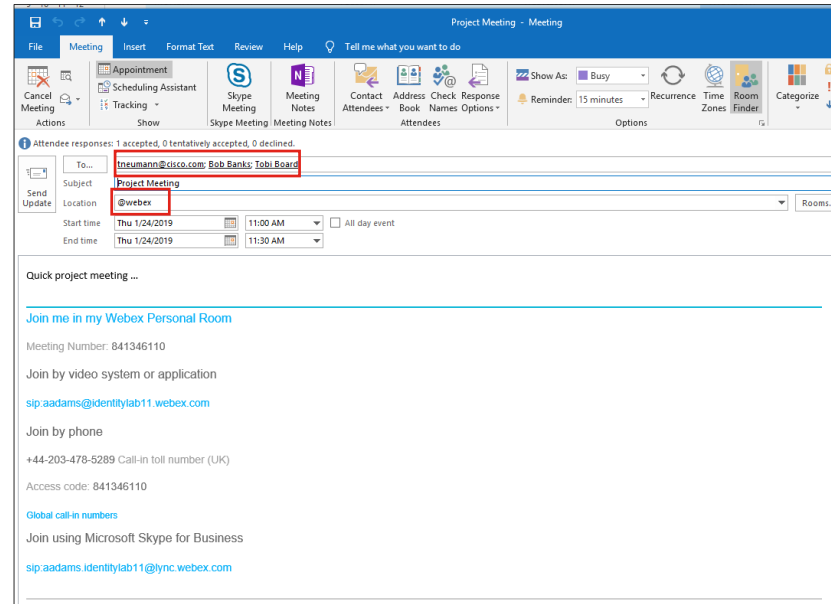 Project Meeting - Meeting
File Meeting Insert Format Text Review Help Tell me what you want to do
Cancel Meeting
Appointment
Scheduling Assistant
Tracking
Skype Meeting
Meeting Notes
Contact Attendees
Address Book
Check Names
Response Options
Show As: Busy
Reminder: 15 minutes
Recurrence
Time Zones
Room Finder
Categorize
Actions Show Skype Meeting Meeting Notes Attendees Options
Attendee responses: 1 accepted, 0 tentatively accepted, 0 declined.
Send Update
To... tneumann@cisco.com; Bob Banks; Tobi Board
Subject Project Meeting
Location @webex Rooms.
Start time Thu 1/24/2019 11:00 AM All day event
End time Thu 1/24/2019 11:30 AM
Quick project meeting ...
Join me in my Webex Personal Room
Meeting Number: 841346110
Join by video system or application
sip:aadams@identitylab11.webex.com
Join by phone
+44-203-478-5289 Call-in toll number (UK)
Access code: 841346110
Global call-in numbers
Join using Microsoft Skype for Business
sip:aadams.identitylab11@lync.webex.com